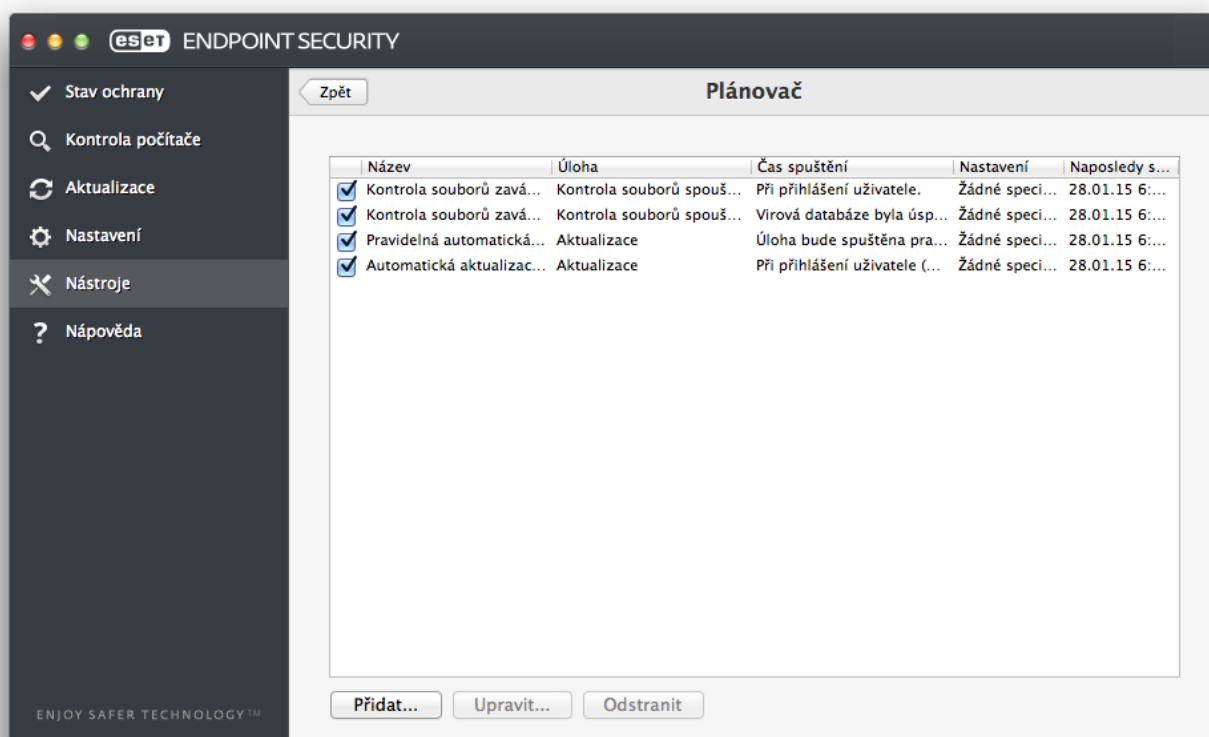 eset ENDPOINT SECURITY
Stav ochrany
Kontrola počítače
Aktualizace
Nastavení
Nástroje
Nápověda
ENJOY SAFER TECHNOLOGY™
Zpět
Plánovač
Název Úloha Čas spuštění Nastavení Naposledy s...
Kontrola souborů zavá... Kontrola souborů spouš... Při přihlášení uživatele. Žádné speci... 28.01.15 6:...
Kontrola souborů zavá... Kontrola souborů spouš... Virová databáze byla úsp... Žádné speci... 28.01.15 6:...
Pravidelná automatická... Aktualizace Úloha bude spuštěna pra... Žádné speci... 28.01.15 6:...
Automatická aktualizac... Aktualizace Při přihlášení uživatele (... Žádné speci... 28.01.15 6:...
Přidat... Upravit... Odstranit